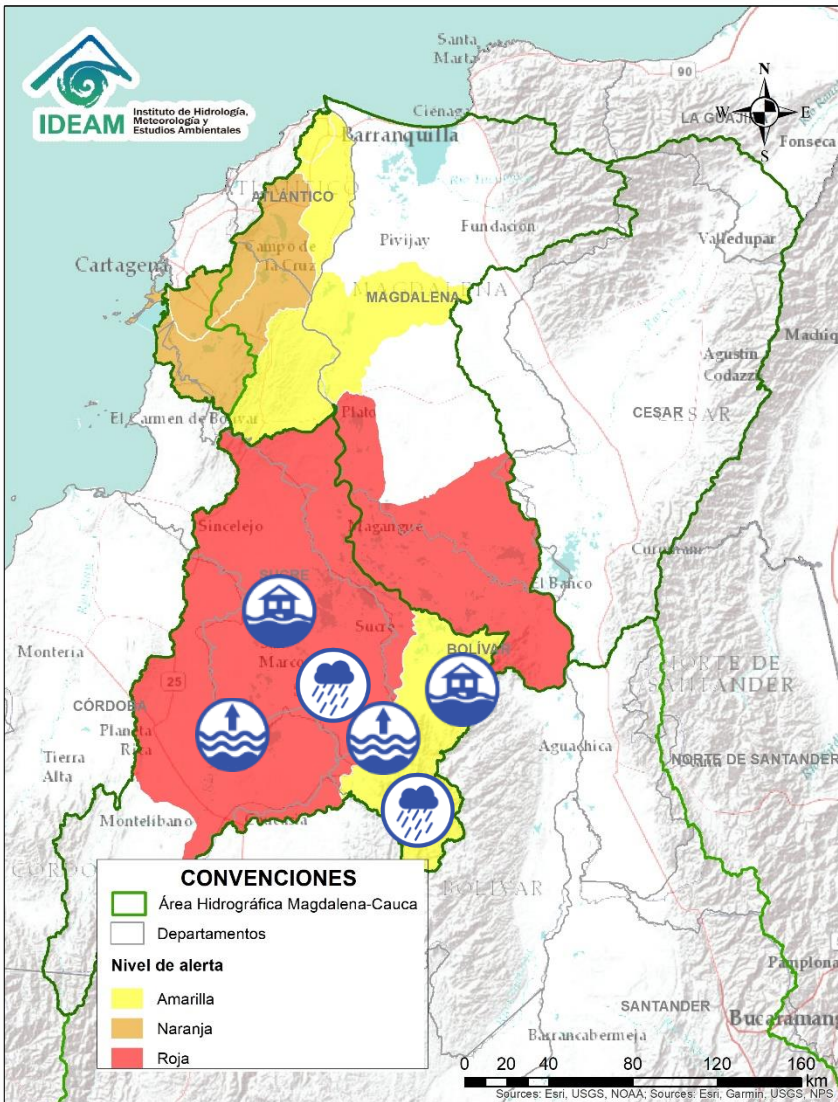 IDEAM
Instituto de Hidrología,
Meteorología y
Estudios Ambientales
Santa
Marta
90
N
W
E
S
LA GUAJI
Fonseca
Ciénaga
Barranquilla
ATLÁNTICO
Pivijay
Fundación
Valledupar
Campo de
la Cruz
Cartagena
MAGDALENA
Agustín
Codazzi
CESAR
CESAR
El Carmen de Bolívar
Plato
Sincelejo
Magangué
El Banco
SUCRE
Sucre
BOLÍVAR
Montería
Marcos
25
CÓRDOBA
Planeta
Rica
Tierra
Alta
NORTE DE
SANTANDER
Aguachica
NORTE DE SANTANDER
Montelíbano
BOLÍVAR
CONVENCIONES
Área Hidrográfica Magdalena-Cauca
Departamentos
Nivel de alerta
Amarilla
Naranja
Roja
Pamplona
SANTANDER
Bucaramang
Barrancabermeja
0 20 40 80 120 160
km
Sources: Esri, USGS, NOAA; Sources: Esri, Garmin, USGS, NPS